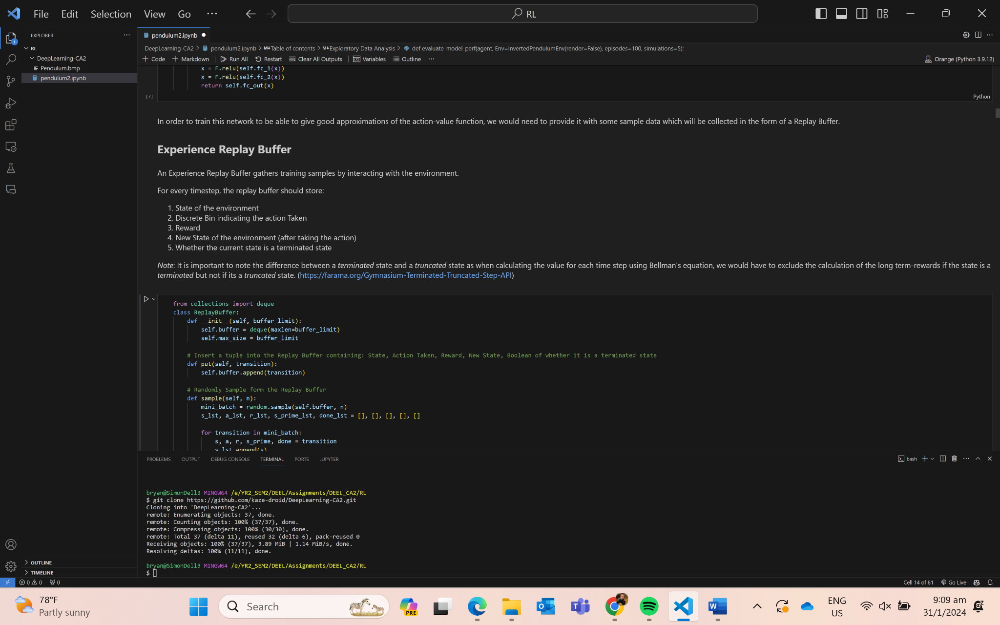 File Edit Selection View Go ···
RL
EXPLORER
pendulum2.ipynb
RL
DeepLearning-CA2
Pendulum.bmp
pendulum2.ipynb
DeepLearning-CA2 > pendulum2.ipynb > M↓Table of contents > M↓Exploratory Data Analysis > def evaluate_model_perf(agent, Env=InvertedPendulumEnv(render=False), episodes=100, simulations=5):
+ Code + Markdown | Run All Restart Clear All Outputs | Variables Outline ···
Orange (Python 3.9.12)
x = F.relu(self.fc_1(x))
x = F.relu(self.fc_2(x))
return self.fc_out(x)
[7]
Python
In order to train this network to be able to give good approximations of the action-value function, we would need to provide it with some sample data which will be collected in the form of a Replay Buffer.
Experience Replay Buffer
An Experience Replay Buffer gathers training samples by interacting with the environment.
For every timestep, the replay buffer should store:
1. State of the environment
2. Discrete Bin indicating the action Taken
3. Reward
4. New State of the environment (after taking the action)
5. Whether the current state is a terminated state
Note: It is important to note the difference between a terminated state and a truncated state as when calculating the value for each time step using Bellman's equation, we would have to exclude the calculation of the long term-rewards if the state is a
terminated but not if its a truncated state. (https://farama.org/Gymnasium-Terminated-Truncated-Step-API)
from collections import deque
class ReplayBuffer:
def __init__(self, buffer_limit):
self.buffer = deque(maxlen=buffer_limit)
self.max_size = buffer_limit
# Insert a tuple into the Replay Buffer containing: State, Action Taken, Reward, New State, Boolean of whether it is a terminated state
def put(self, transition):
self.buffer.append(transition)
# Randomly Sample form the Replay Buffer
def sample(self, n):
mini_batch = random.sample(self.buffer, n)
s_lst, a_lst, r_lst, s_prime_lst, done_lst = [], [], [], [], []
for transition in mini_batch:
s, a, r, s_prime, done = transition
s_lst.append(s)
PROBLEMS OUTPUT DEBUG CONSOLE TERMINAL PORTS JUPYTER
bash
bryan@SimonDell3 MINGW64 /e/YR2_SEM2/DEEL/Assignments/DEEL_CA2/RL
$ git clone https://github.com/kaze-droid/DeepLearning-CA2.git
Cloning into 'DeepLearning-CA2'...
remote: Enumerating objects: 37, done.
remote: Counting objects: 100% (37/37), done.
remote: Compressing objects: 100% (30/30), done.
remote: Total 37 (delta 11), reused 32 (delta 6), pack-reused 0
Receiving objects: 100% (37/37), 3.89 MiB | 1.14 MiB/s, done.
Resolving deltas: 100% (11/11), done.
bryan@SimonDell3 MINGW64 /e/YR2_SEM2/DEEL/Assignments/DEEL_CA2/RL
$
OUTLINE
TIMELINE
0 0 0
Cell 14 of 61 Go Live
78°F
Partly sunny
Search
PRE
ENG
US
9:09 am
31/1/2024